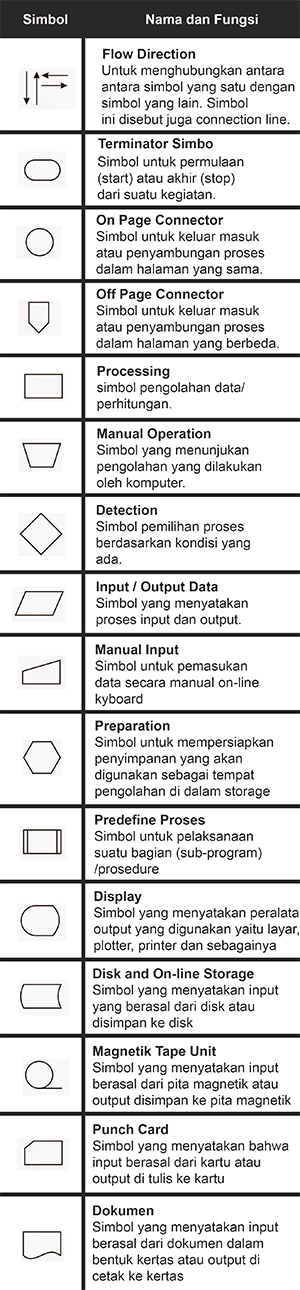 Simbol Nama dan Fungsi
Flow Direction
Untuk menghubungkan antara
antara simbol yang satu dengan
simbol yang lain. Simbol
ini disebut juga connection line.
Terminator Simbo
Simbol untuk permulaan
(start) atau akhir (stop)
dari suatu kegiatan.
On Page Connector
Simbol untuk keluar masuk
atau penyambungan proses
dalam halaman yang sama.
Off Page Connector
Simbol untuk keluar masuk
atau penyambungan proses
dalam halaman yang berbeda.
Processing
simbol pengolahan data/
perhitungan.
Manual Operation
Simbol yang menunjukan
pengolahan yang dilakukan
oleh komputer.
Detection
Simbol pemilihan proses
berdasarkan kondisi yang
ada.
Input / Output Data
Simbol yang menyatakan
proses input dan output.
Manual Input
Simbol untuk pemasukan
data secara manual on-line
kyboard
Preparation
Simbol untuk mempersiapkan
penyimpanan yang akan
digunakan sebagai tempat
pengolahan di dalam storage
Predefine Proses
Simbol untuk pelaksanaan
suatu bagian (sub-program)
/prosedure
Display
Simbol yang menyatakan peralata
output yang digunakan yaitu layar,
plotter, printer dan sebagainya
Disk and On-line Storage
Simbol yang menyatakan input
yang berasal dari disk atau
disimpan ke disk
Magnetik Tape Unit
Simbol yang menyatakan input
berasal dari pita magnetik atau
output disimpan ke pita magnetik
Punch Card
Simbol yang menyatakan bahwa
input berasal dari kartu atau
output di tulis ke kartu
Dokumen
Simbol yang menyatakan input
berasal dari dokumen dalam
bentuk kertas atau output di
cetak ke kertas